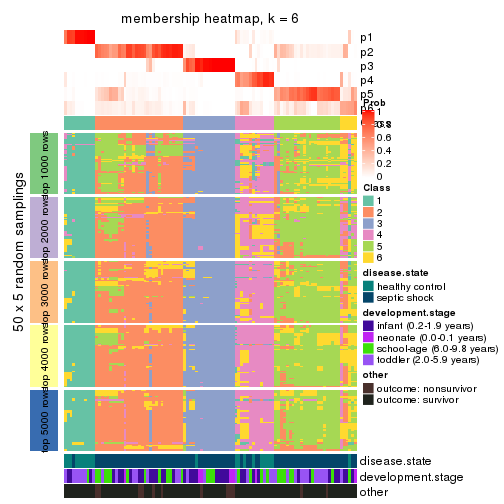 membership heatmap, k = 6
p1
p2
p3
p4
p5
p6
Class
Prob
1
0.8
0.6
0.4
0.2
0
Class
1
2
3
4
5
6
disease.state
healthy control
septic shock
development.stage
infant (0.2-1.9 years)
neonate (0.0-0.1 years)
school-age (6.0-9.8 years)
toddler (2.0-5.9 years)
other
outcome: nonsurvivor
outcome: survivor
50 x 5 random samplings
top 1000 rows
top 2000 rows
top 3000 rows
top 4000 rows
top 5000 rows
disease.state
development.stage
other